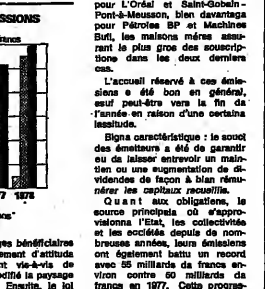 SSIONS
francs
7 1978
ncs"
ges bénéficiaires
ement d'attitude
nt vis-à-vis de
difié la paysage
Ensuite, le loi
pour L'Oréal et Saint-Gobain-
Pont-à-Mousson, bien davantage
pour Pétroles BP et Machines
Bull, les maisons mères assu-
rant le plus gros des souscrip-
tions dans les deux derniers
cas.
L'accueil réservé à ces émis-
sions a été bon en général,
sauf peut-être vers la fin de
l'année en raison d'une certaine
lassitude.
Signe caractéristique : le souci
des émetteurs a été de garantir
ou de laisser entrevoir un main-
tien ou une augmentation de di-
videndes de façon à bien rému-
nérer les capitaux recueillis.
Quant aux obligations, la
source principale où s'appro-
visionne l'Etat, les collectivités
et les sociétés depuis de nom-
breuses années, leurs émissions
ont également battu un record
avec 55 milliards de francs en-
viron contre 50 milliards de
francs en 1977. Cette progres-